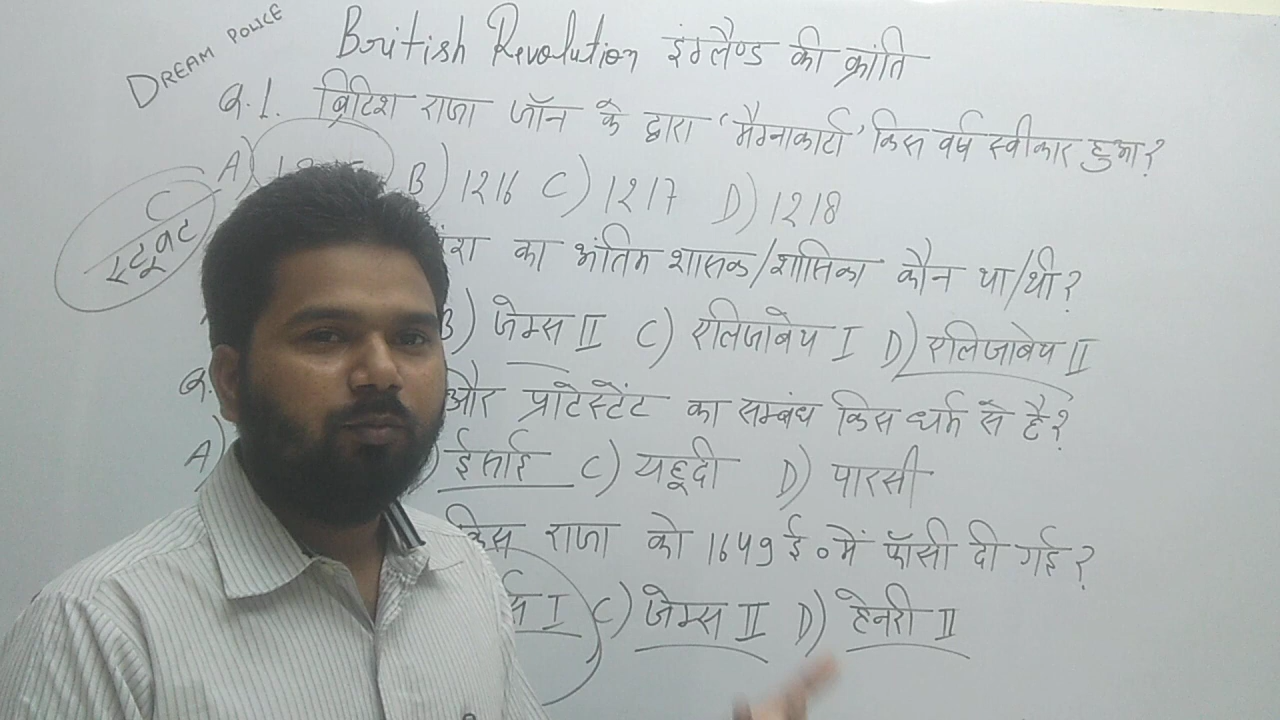 DREAM POLICE
British Revolution इंग्लैण्ड की क्रांति
Q.1. ब्रिटिश राजा जॉन के द्वारा 'मैग्नाकार्टा' किस वर्ष स्वीकार हुआ?
A) B) 1216 C) 1217 D) 1218
C
स्टूवर्ट
का अंतिम शासक/शासिका कौन था/थी?
B) जेम्स II C) एलिजाबेथ I D) एलिजाबेथ II
Q. और प्रोटेस्टेंट का सम्बंध किस धर्म से है?
A) ईसाई C) यहूदी D) पारसी
किस राजा को 1649 ई० में फॉसी दी गई?
I C) जेम्स II D) हेनरी II